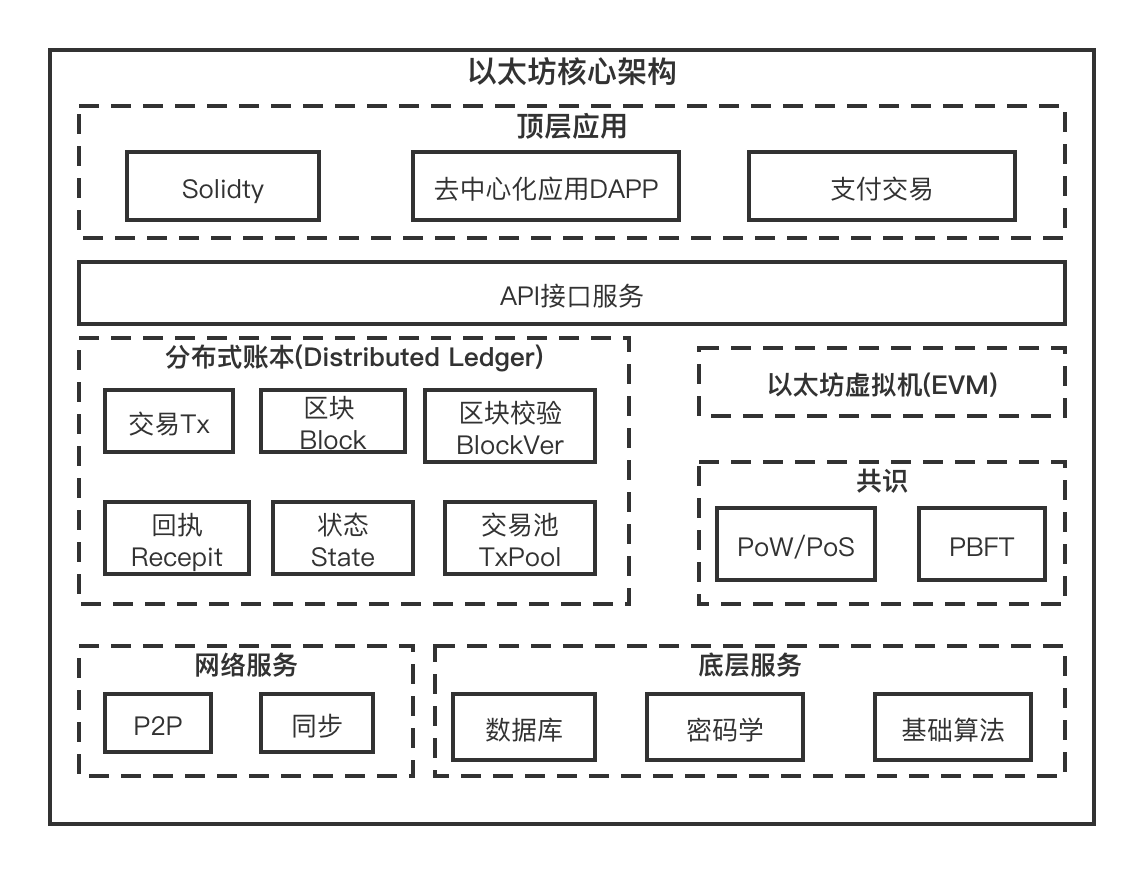 以太坊核心架构
顶层应用
Solidty
去中心化应用DAPP
支付交易
API接口服务
分布式账本(Distributed Ledger)
交易Tx
区块
Block
区块校验
BlockVer
回执
Recepit
状态
State
交易池
TxPool
以太坊虚拟机(EVM)
共识
PoW/PoS
PBFT
网络服务
P2P
同步
底层服务
数据库
密码学
基础算法